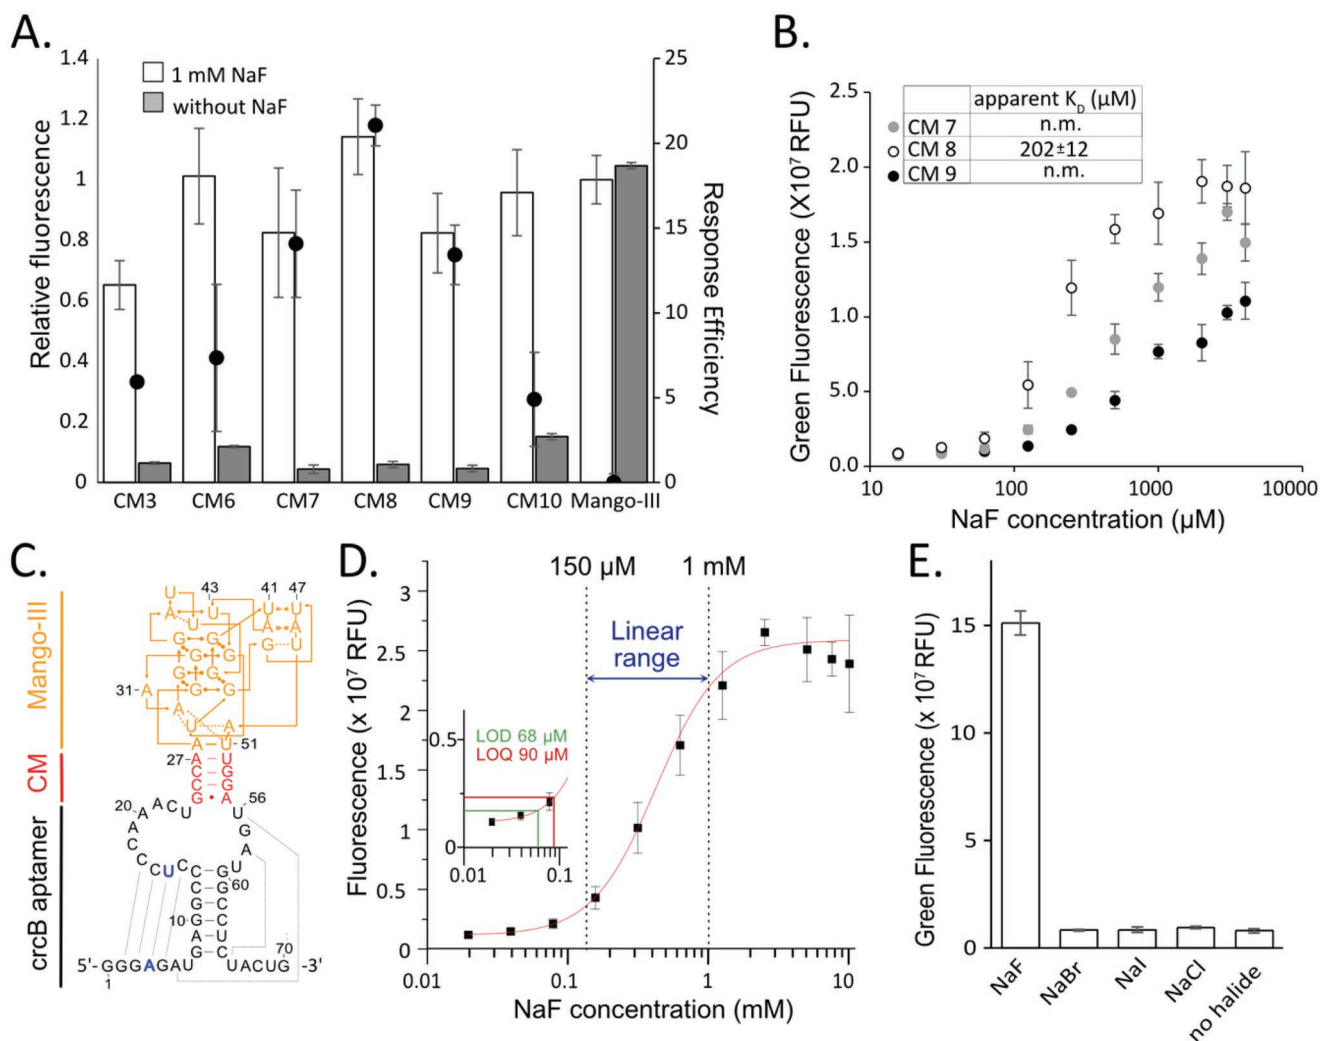 A.
1.4
1.2
1
0.8
0.6
0.4
0.2
0
Relative fluorescence
1 mM NaF
without NaF
25
20
15
10
5
0
Response Efficiency
CM3 CM6 CM7 CM8 CM9 CM10 Mango-III
B.
2.5
2.0
1.5
1.0
5.0
0.0
Green Fluorescence (X10⁷ RFU)
apparent K_D (µM)
CM 7 n.m.
CM 8 202±12
CM 9 n.m.
10 100 1000 10000
NaF concentration (µM)
C.
Mango-III
CM
crcB aptamer
U 43 41 47
A U U U
U A A
G G G U
G G
G G
31-A G G
A
U A
A U-51
27-A U
C G
C G
G A 56
20 A A C U U
A G
A A
C U
C C U C C G 60
G G
G C
10-G C
A U
G C
5'-GGGAGAU UACUG-3'
1 70
D.
3
2.5
2
1.5
1
0.5
0
Fluorescence (x 10⁷ RFU)
150 µM 1 mM
Linear
range
0.5
0
LOD 68 µM
LOQ 90 µM
0.01 0.1
0.01 0.1 1 10
NaF concentration (mM)
E.
15
10
5
0
Green Fluorescence (x 10⁷ RFU)
NaF
NaBr
NaI
NaCl
no halide